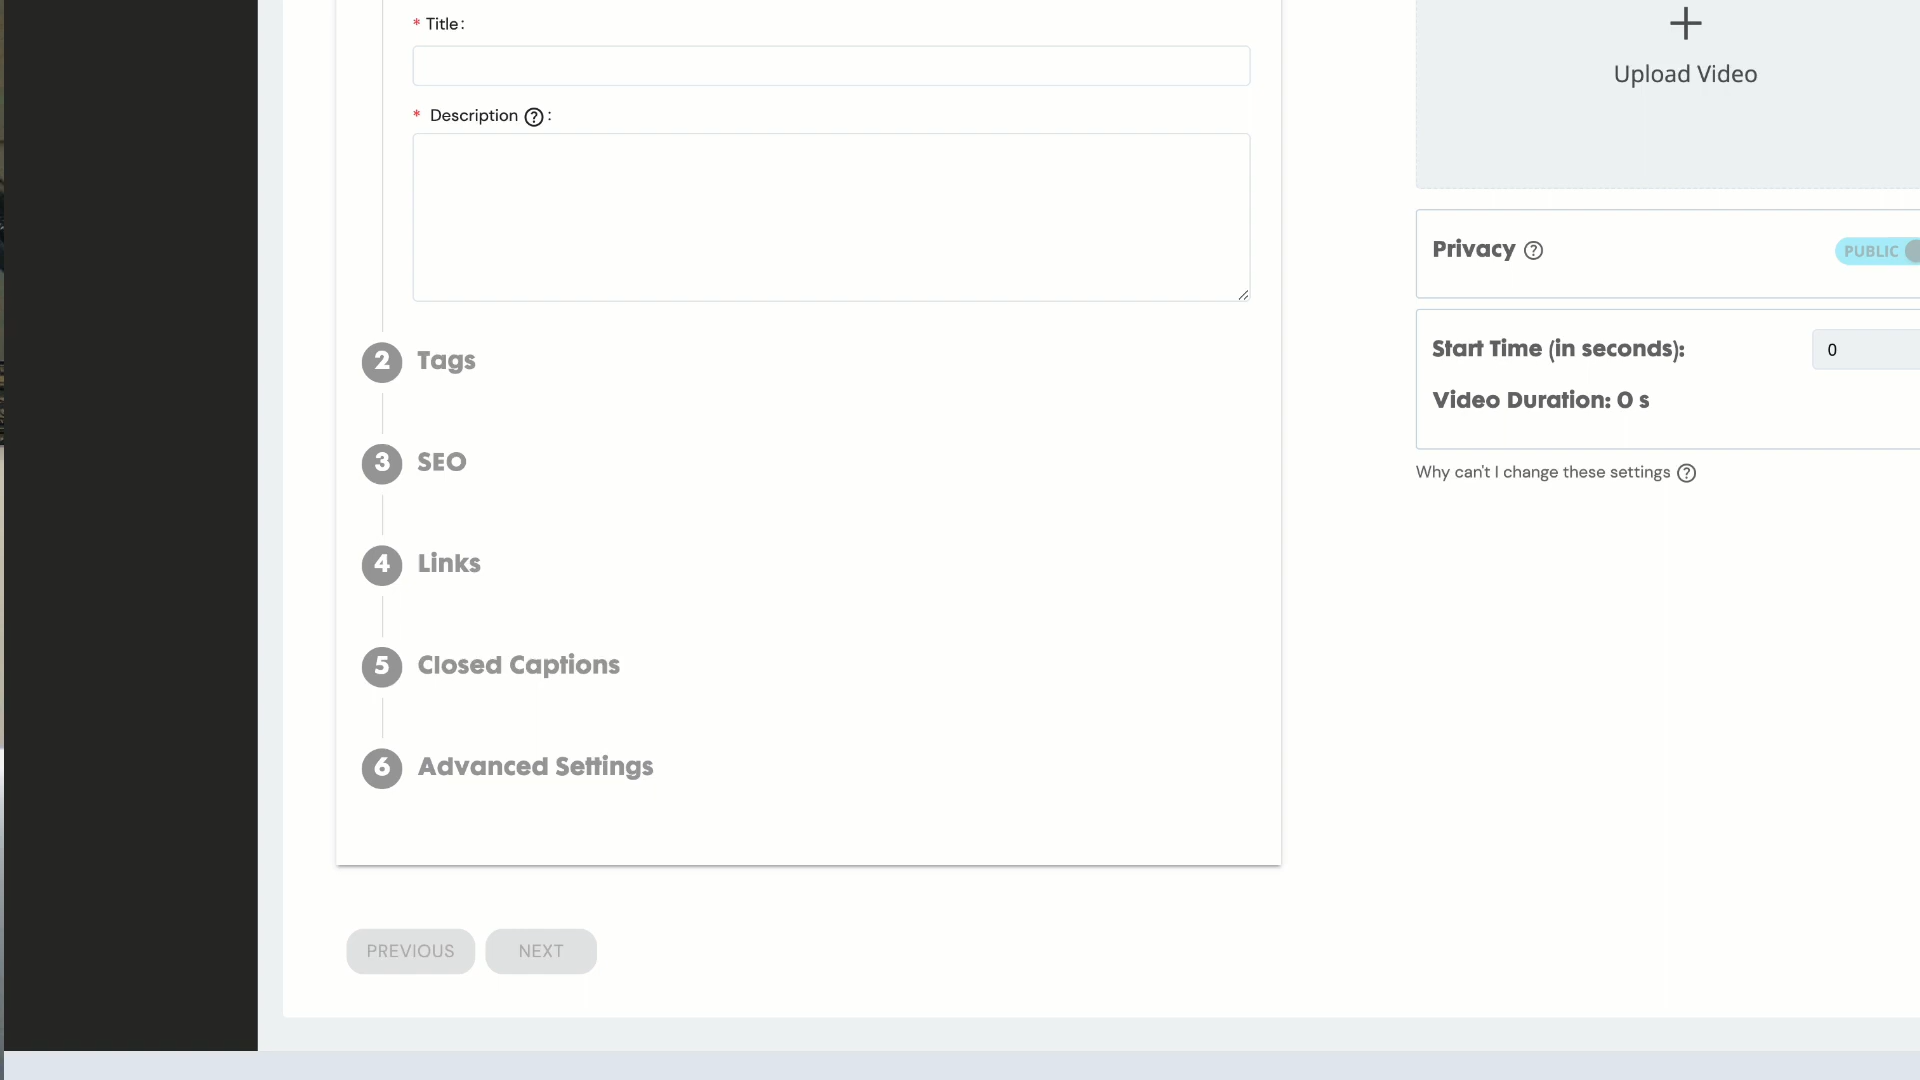 * Title:
* Description ? :
2 Tags
3 SEO
4 Links
5 Closed Captions
6 Advanced Settings
PREVIOUS NEXT
Upload Video
Privacy ? PUBLIC
Start Time (in seconds): 0
Video Duration: 0 s
Why can't I change these settings ?